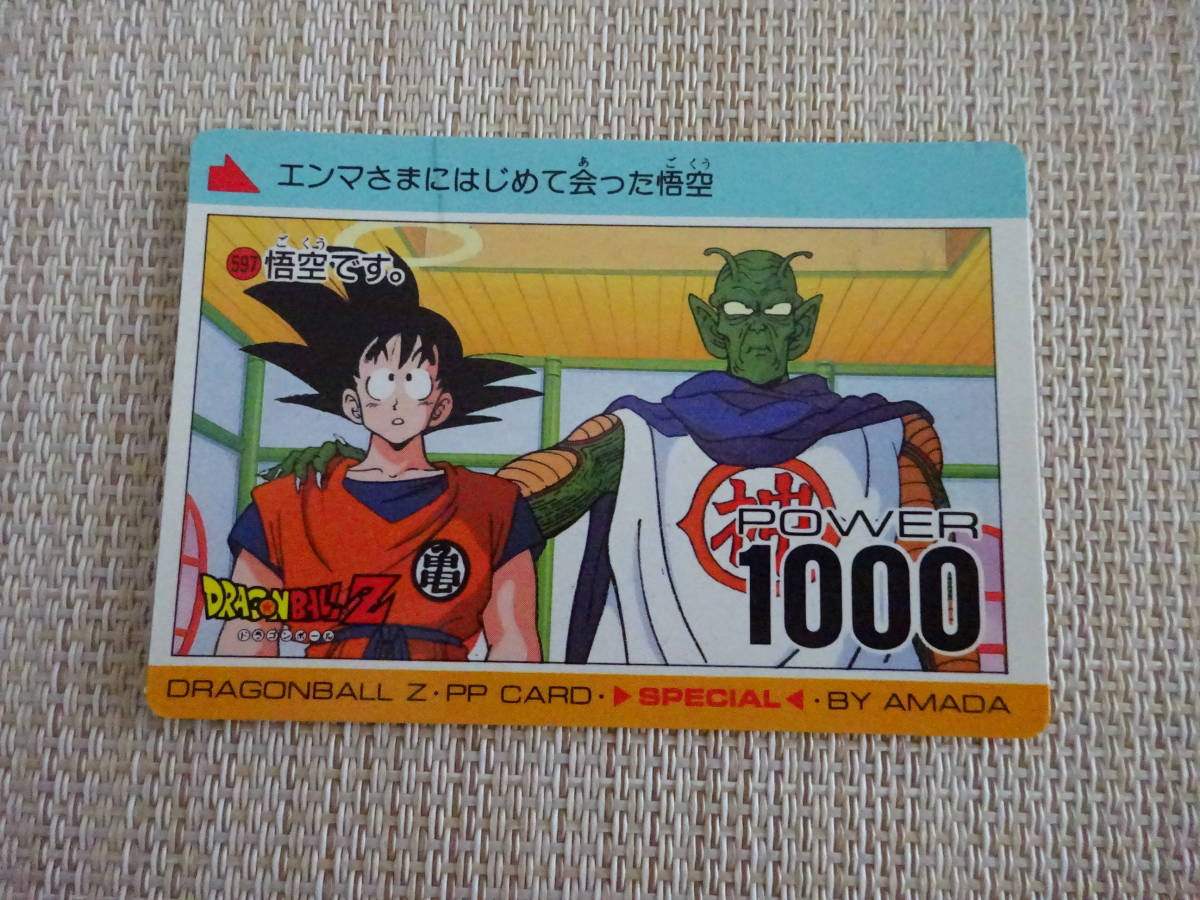 エンマさまにはじめて会った悟空
あ
ごくう
597 悟空です。
ごくう
亀
神
POWER
1000
DRAGONBALL Z
ドラゴンボール
DRAGONBALL Z・PP CARD・▶SPECIAL◀・BY AMADA